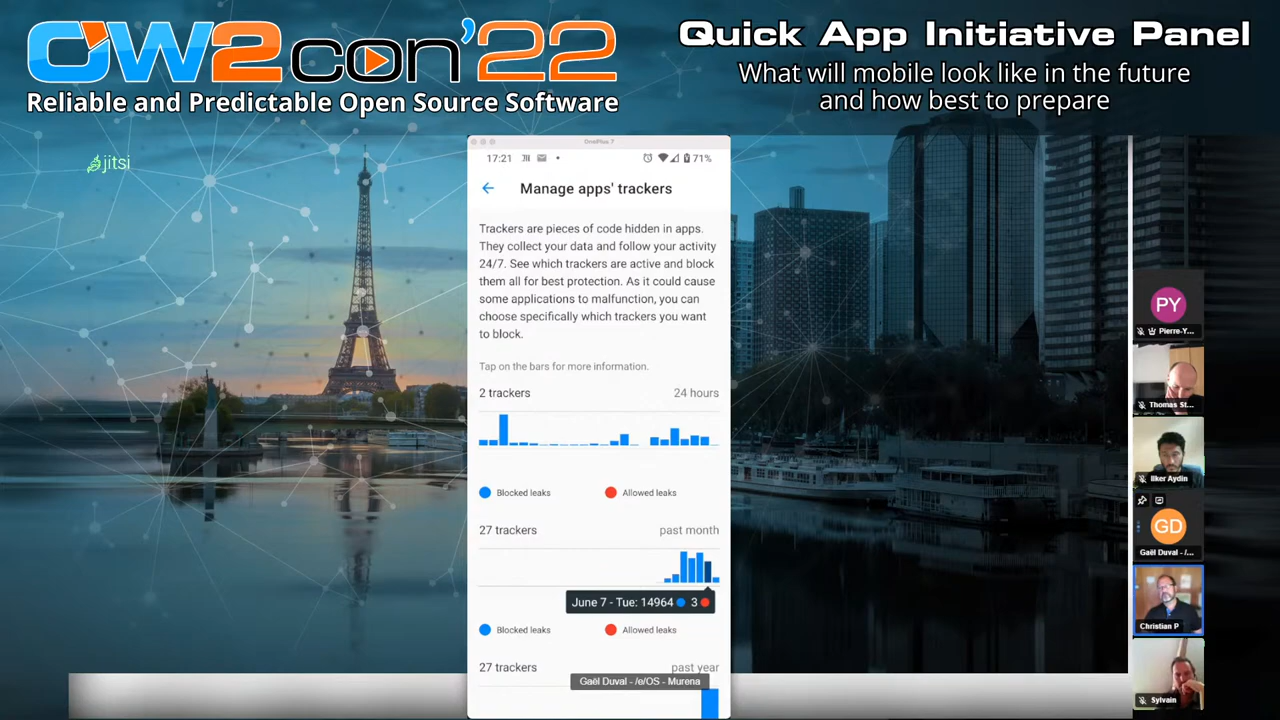 OW2con'22
Reliable and Predictable Open Source Software
Quick App Initiative Panel
What will mobile look like in the future
and how best to prepare
jitsi
OnePlus 7
17:21
71%
Manage apps' trackers
Trackers are pieces of code hidden in apps.
They collect your data and follow your activity
24/7. See which trackers are active and block
them all for best protection. As it could cause
some applications to malfunction, you can
choose specifically which trackers you want
to block.
Tap on the bars for more information.
2 trackers 24 hours
Blocked leaks Allowed leaks
27 trackers past month
June 7 - Tue: 14964 3
Blocked leaks Allowed leaks
27 trackers past year
Gaël Duval - /e/OS - Murena
PY
Pierre-Y...
Thomas St...
Ilker Aydin
GD
Gaël Duval - /...
Christian P
Sylvain